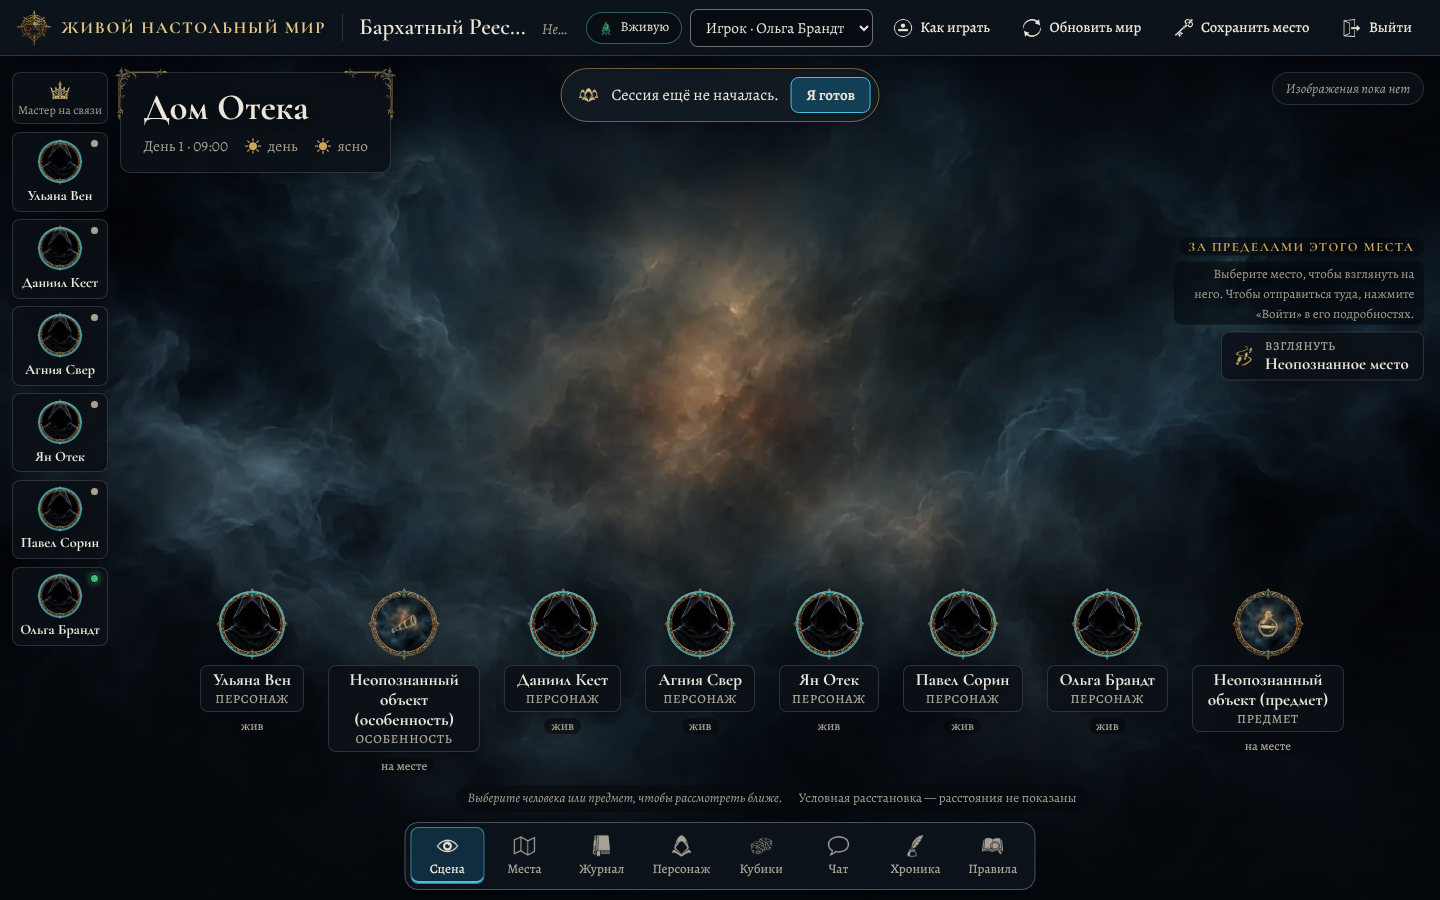 ЖИВОЙ НАСТОЛЬНЫЙ МИР
Бархатный Реес...
Не...
Вживую
Игрок · Ольга Брандт
Как играть
Обновить мир
Сохранить место
Выйти
Мастер на связи
Ульяна Вен
Даниил Кест
Агния Свер
Ян Отек
Павел Сорин
Ольга Брандт
Дом Отека
День 1 · 09:00
день
ясно
Сессия ещё не началась.
Я готов
Изображения пока нет
ЗА ПРЕДЕЛАМИ ЭТОГО МЕСТА
Выберите место, чтобы взглянуть на
него. Чтобы отправиться туда, нажмите
«Войти» в его подробностях.
ВЗГЛЯНУТЬ
Неопознанное место
Ульяна Вен
ПЕРСОНАЖ
жив
Неопознанный
объект
(особенность)
ОСОБЕННОСТЬ
на месте
Даниил Кест
ПЕРСОНАЖ
жив
Агния Свер
ПЕРСОНАЖ
жив
Ян Отек
ПЕРСОНАЖ
жив
Павел Сорин
ПЕРСОНАЖ
жив
Ольга Брандт
ПЕРСОНАЖ
жив
Неопознанный
объект (предмет)
ПРЕДМЕТ
на месте
Выберите человека или предмет, чтобы рассмотреть ближе.
Условная расстановка — расстояния не показаны
Сцена
Места
Журнал
Персонаж
Кубики
Чат
Хроника
Правила